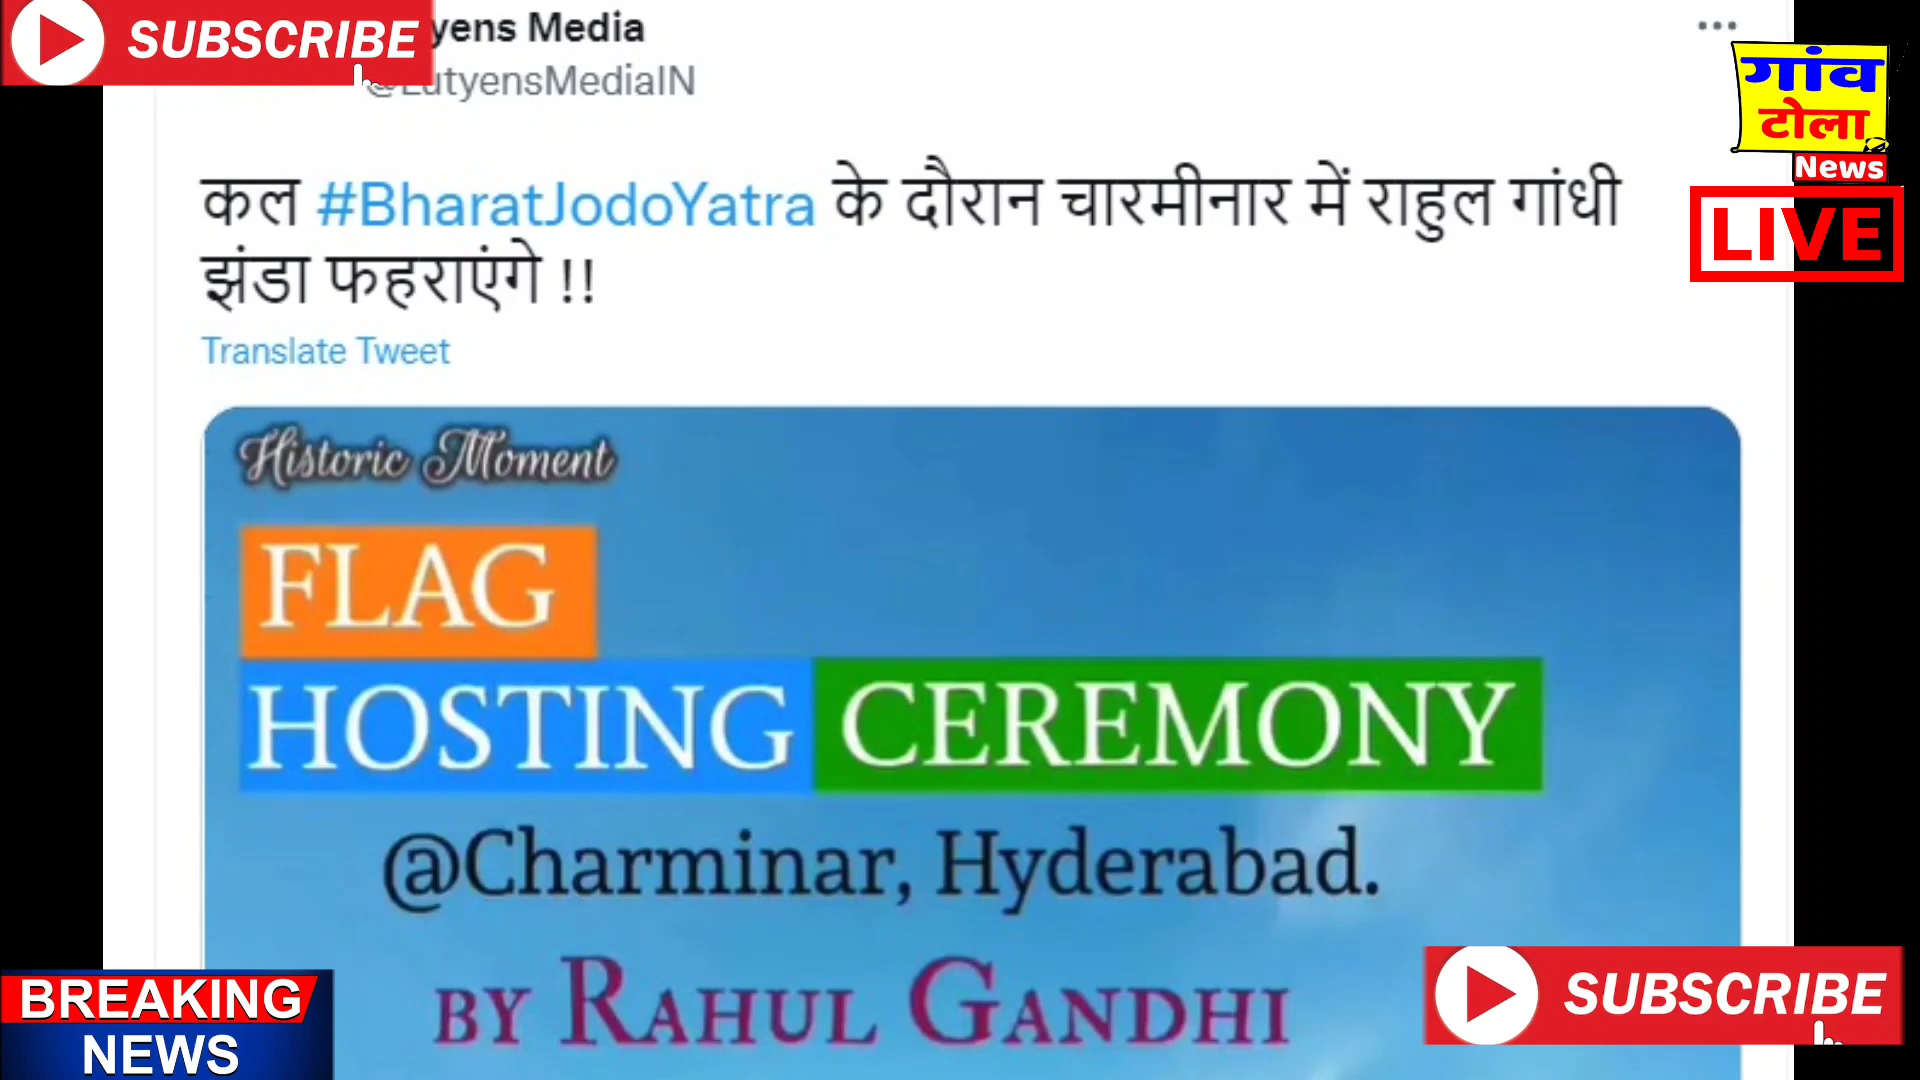 SUBSCRIBE
yens Media
@LutyensMediaIN
गांव
टोला
News
LIVE
कल #BharatJodoYatra के दौरान चारमीनार में राहुल गांधी
झंडा फहराएंगे !!
Translate Tweet
Historic Moment
FLAG
HOSTING CEREMONY
@Charminar, Hyderabad.
BY RAHUL GANDHI
BREAKING
NEWS
SUBSCRIBE